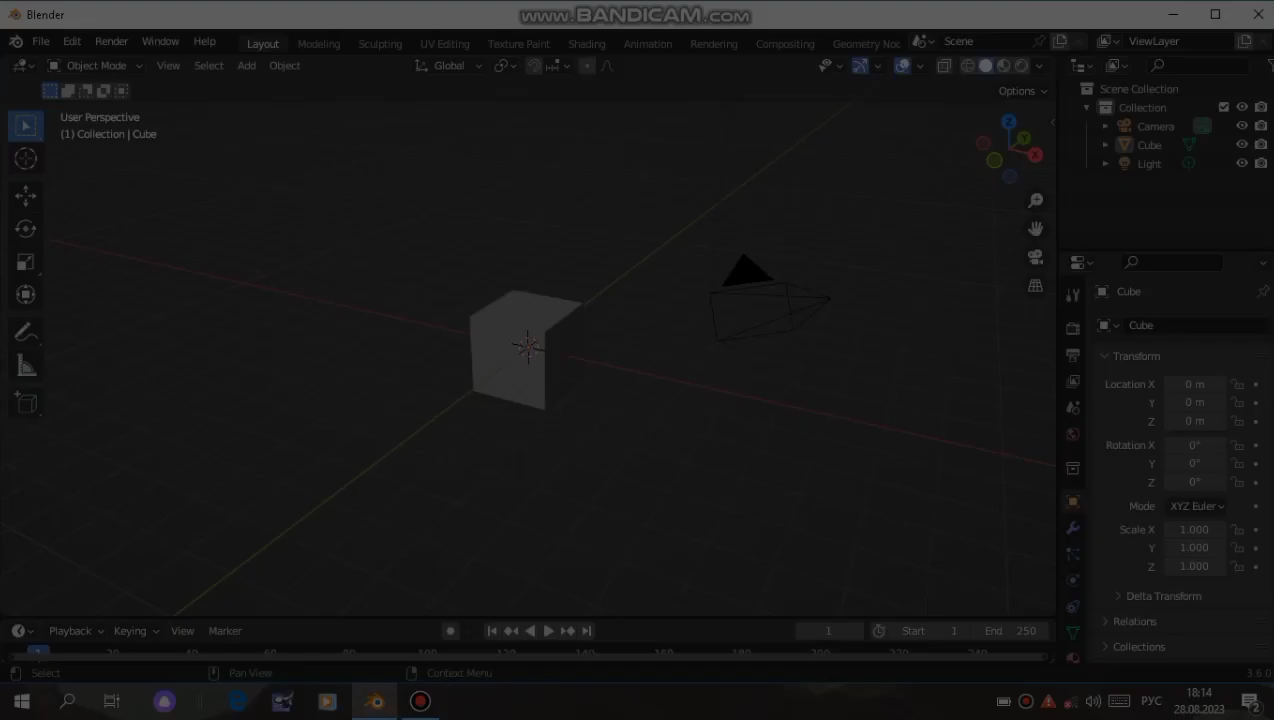 Blender
www.BANDICAM.com
File Edit Render Window Help
Layout Modeling Sculpting UV Editing Texture Paint Shading Animation Rendering Compositing Geometry Noc
Scene
ViewLayer
Object Mode View Select Add Object
Global
Options
User Perspective
(1) Collection | Cube
Z
Y
X
Scene Collection
Collection
Camera
Cube
Light
Cube
Cube
Transform
Location X 0 m
Y 0 m
Z 0 m
Rotation X 0°
Y 0°
Z 0°
Mode XYZ Euler
Scale X 1.000
Y 1.000
Z 1.000
Delta Transform
Relations
Collections
Playback Keying View Marker
1
Start 1 End 250
Select
Pan View
Context Menu
3.6.0
РУС
18:14
28.08.2023
2